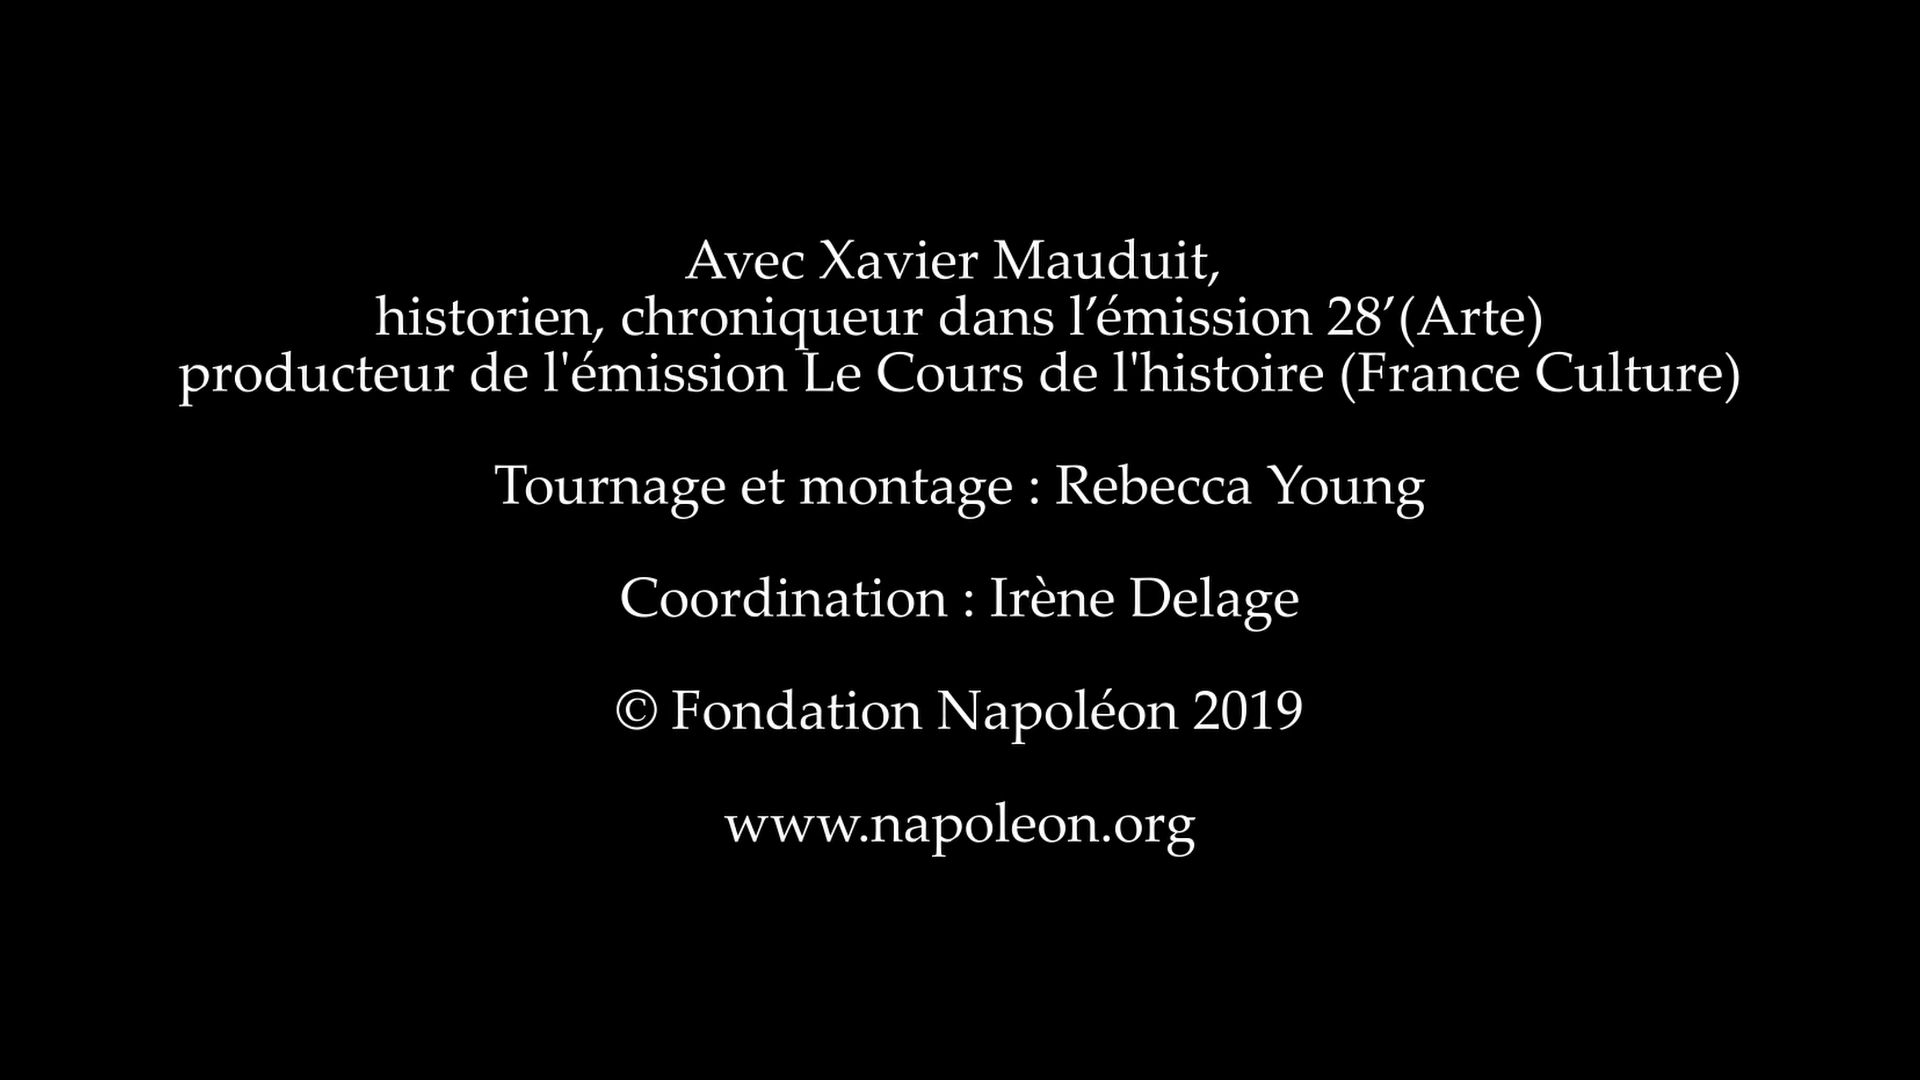 Avec Xavier Mauduit,
historien, chroniqueur dans l’émission 28’(Arte)
producteur de l'émission Le Cours de l'histoire (France Culture)
Tournage et montage : Rebecca Young
Coordination : Irène Delage
© Fondation Napoléon 2019
www.napoleon.org